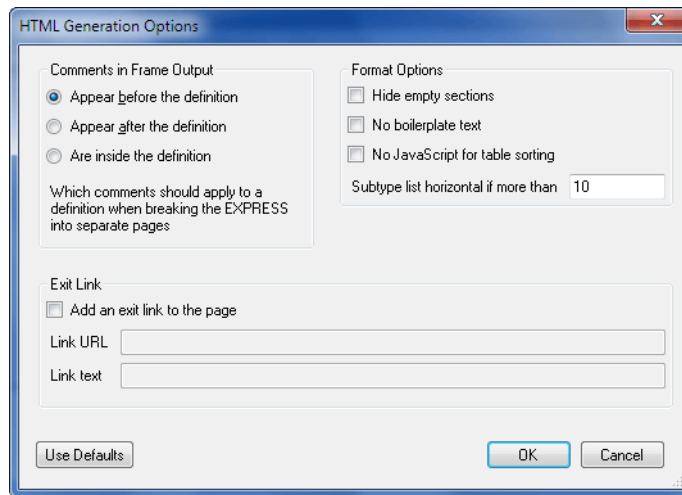 HTML Generation Options
Comments in Frame Output
Appear before the definition
Appear after the definition
Are inside the definition
Which comments should apply to a
definition when breaking the EXPRESS
into separate pages
Format Options
Hide empty sections
No boilerplate text
No JavaScript for table sorting
Subtype list horizontal if more than 10
Exit Link
Add an exit link to the page
Link URL
Link text
Use Defaults
OK
Cancel